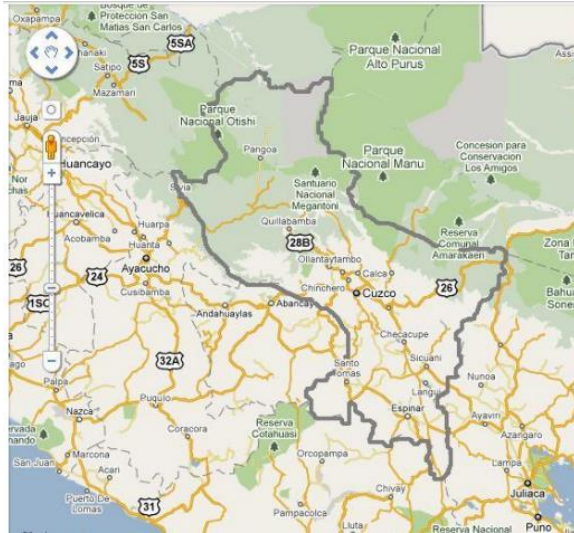 Oxapampa
Bosque de
Proteccion San
Matias San Carlos
5SA
5S
Satipo
Mazamari
Parque Nacional
Alto Purus
Jauja
Huancayo
Parque
Nacional Otishi
Pangoa
Parque
Nacional Manu
Concesion para
Conservacion
Los Amigos
Santuario
Nacional
Megantoni
Quillabamba
28B
Huancavelica
Acobamba
Huarpa
Huanta
Ayacucho
Cusibamba
26
24
1SC
Ollantaytambo
Calca
Chinchero
Cuzco
26
Reserva
Comunal
Amarakaeri
Zona
Andahuaylas
Abancay
32A
Checacupe
Sicuani
Santo
Tomas
Langui
Nunoa
Espinar
Ayaviri
Azangaro
Palpa
Nazca
Puquio
Coracora
Reserva
Cotahuasi
Orcopampa
San Juan
Marcona
Acari
Puerto De
Lomas
31
Chivay
Lampa
Juliaca
Puno
Pampacolca
Lluta
Reserva Nacional